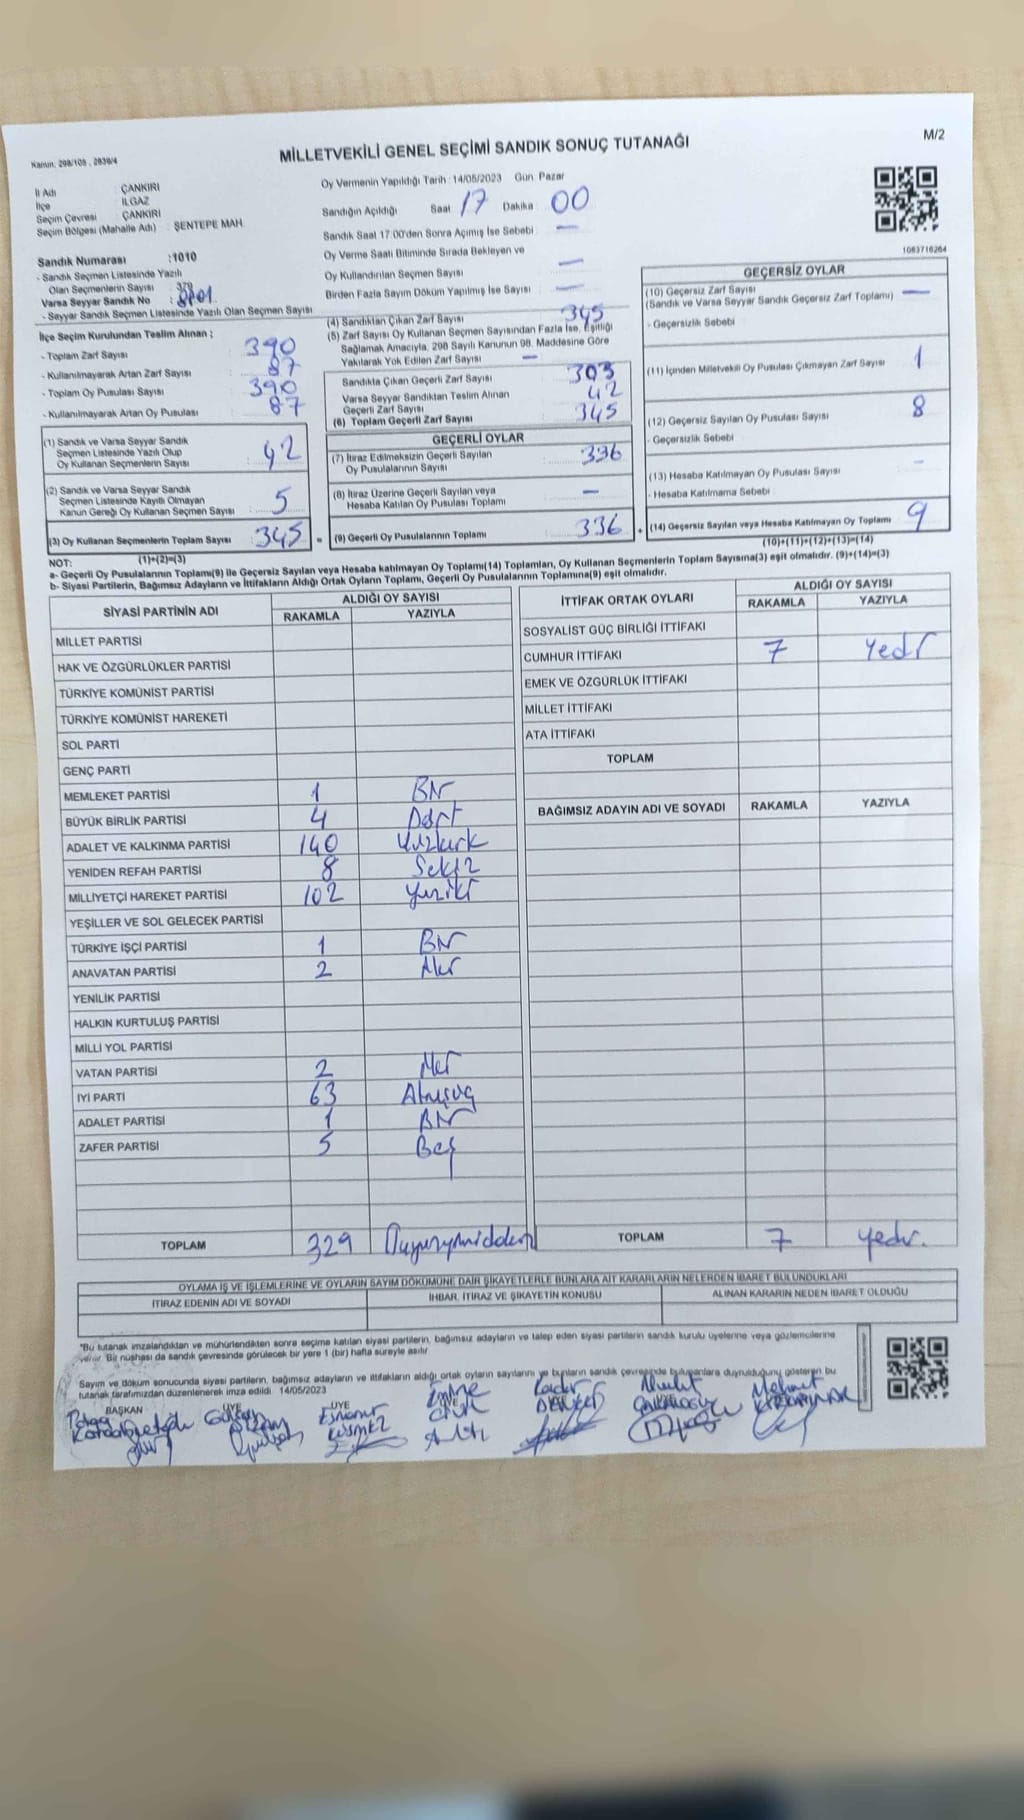 M/2
MİLLETVEKİLİ GENEL SEÇİMİ SANDIK SONUÇ TUTANAĞI
Kanun, 298/105 , 2839/4
İl Adı ÇANKIRI
İlçe ILGAZ
Seçim Çevresi ÇANKIRI
Seçim Bölgesi (Mahalle Adı) ŞENTEPE MAH.
Oy Vermenin Yapıldığı Tarih :14/05/2023 Gün: Pazar
Sandığın Açıldığı Saat 17 Dakika : 00
Sandık Saat 17:00'den Sonra Açılmış İse Sebebi : —
Oy Verme Saati Bitiminde Sırada Bekleyen ve
Oy Kullandırılan Seçmen Sayısı —
Birden Fazla Sayım Döküm Yapılmış İse Sayısı : —
1083716264
Sandık Numarası :1010
- Sandık Seçmen Listesinde Yazılı
Olan Seçmenlerin Sayısı : 379
Varsa Seyyar Sandık No :
- Seyyar Sandık Seçmen Listesinde Yazılı Olan Seçmen Sayısı
İlçe Seçim Kurulundan Teslim Alınan ;
- Toplam Zarf Sayısı 390
- Kullanılmayarak Artan Zarf Sayısı 87
- Toplam Oy Pusulası Sayısı 390
- Kullanılmayarak Artan Oy Pusulası 87
(1) Sandık ve Varsa Seyyar Sandık
Seçmen Listesinde Yazılı Olup
Oy Kullanan Seçmenlerin Sayısı 42
(2) Sandık ve Varsa Seyyar Sandık
Seçmen Listesinde Kayıtlı Olmayan
Kanun Gereği Oy Kullanan Seçmen Sayısı 5
(3) Oy Kullanan Seçmenlerin Toplam Sayısı 345
(1)+(2)=(3)
(4) Sandıktan Çıkan Zarf Sayısı 345
(5) Zarf Sayısı Oy Kullanan Seçmen Sayısından Fazla İse, Eşitliği
Sağlamak Amacıyla, 298 Sayılı Kanunun 98. Maddesine Göre
Yakılarak Yok Edilen Zarf Sayısı —
Sandıkta Çıkan Geçerli Zarf Sayısı 303
Varsa Seyyar Sandıktan Teslim Alınan
Geçerli Zarf Sayısı 42
(6) Toplam Geçerli Zarf Sayısı 345
GEÇERLİ OYLAR
(7) İtiraz Edilmeksizin Geçerli Sayılan
Oy Pusulalarının Sayısı 336
(8) İtiraz Üzerine Geçerli Sayılan veya
Hesaba Katılan Oy Pusulası Toplamı —
= (9) Geçerli Oy Pusulalarının Toplamı 336 +
GEÇERSİZ OYLAR
(10) Geçersiz Zarf Sayısı
(Sandık ve Varsa Seyyar Sandık Geçersiz Zarf Toplamı) —
- Geçersizlik Sebebi :
(11) İçinden Milletvekili Oy Pusulası Çıkmayan Zarf Sayısı 1
(12) Geçersiz Sayılan Oy Pusulası Sayısı 8
- Geçersizlik Sebebi
(13) Hesaba Katılmayan Oy Pusulası Sayısı -
- Hesaba Katılmama Sebebi
(14) Geçersiz Sayılan veya Hesaba Katılmayan Oy Toplamı 9
(10)+(11)+(12)+(13)=(14)
NOT:
a- Geçerli Oy Pusulalarının Toplamı(9) ile Geçersiz Sayılan veya Hesaba Katılmayan Oy Toplamı(14) Toplamları, Oy Kullanan Seçmenlerin Toplam Sayısına(3) eşit olmalıdır. (9)+(14)=(3)
b- Siyasi Partilerin, Bağımsız Adayların ve İttifakların Aldığı Ortak Oyların Toplamı, Geçerli Oy Pusulalarının Toplamına(9) eşit olmalıdır.
SİYASİ PARTİNİN ADI ALDIĞI OY SAYISI
RAKAMLA YAZIYLA
MİLLET PARTİSİ
HAK VE ÖZGÜRLÜKLER PARTİSİ
TÜRKİYE KOMÜNİST PARTİSİ
TÜRKİYE KOMÜNİST HAREKETİ
SOL PARTİ
GENÇ PARTİ
MEMLEKET PARTİSİ 1 Bir
BÜYÜK BİRLİK PARTİSİ 4 Dört
ADALET VE KALKINMA PARTİSİ 140 Yüzkırk
YENİDEN REFAH PARTİSİ 8 Sekiz
MİLLİYETÇİ HAREKET PARTİSİ 102 Yüziki
YEŞİLLER VE SOL GELECEK PARTİSİ
TÜRKİYE İŞÇİ PARTİSİ 1 Bir
ANAVATAN PARTİSİ 2 İki
YENİLİK PARTİSİ
HALKIN KURTULUŞ PARTİSİ
MİLLİ YOL PARTİSİ
VATAN PARTİSİ 2 İki
İYİ PARTİ 63 Atmışüç
ADALET PARTİSİ 1 Bir
ZAFER PARTİSİ 5 Beş
TOPLAM 329
İTTİFAK ORTAK OYLARI ALDIĞI OY SAYISI
RAKAMLA YAZIYLA
SOSYALİST GÜÇ BİRLİĞİ İTTİFAKI
CUMHUR İTTİFAKI 7 Yedi
EMEK VE ÖZGÜRLÜK İTTİFAKI
MİLLET İTTİFAKI
ATA İTTİFAKI
TOPLAM
BAĞIMSIZ ADAYIN ADI VE SOYADI RAKAMLA YAZIYLA
TOPLAM 7 Yedi.
OYLAMA İŞ VE İŞLEMLERİNE VE OYLARIN SAYIM DÖKÜMÜNE DAİR ŞİKAYETLERLE BUNLARA AİT KARARLARIN NELERDEN İBARET BULUNDUKLARI
İTİRAZ EDENİN ADI VE SOYADI İHBAR, İTİRAZ VE ŞİKAYETİN KONUSU ALINAN KARARIN NEDEN İBARET OLDUĞU
"Bu tutanak imzalandıktan ve mühürlendikten sonra seçime katılan siyasi partilerin, bağımsız adayların ve talep eden siyasi partilerin sandık kurulu üyelerine veya gözlemcilerine
verilir. Bir nüshası da sandık çevresinde görülecek bir yere 1 (bir) hafta süreyle asılır.
Sayım ve döküm sonucunda siyasi partilerin, bağımsız adayların ve ittifakların aldığı ortak oyların sayılarını ve bunların sandık çevresinde bulunanlara duyrulduğunu gösteren bu
tutanak tarafımızdan düzenlenerek imza edildi. 14/05/2023
BAŞKAN ÜYE ÜYE
Emine
Mehmet